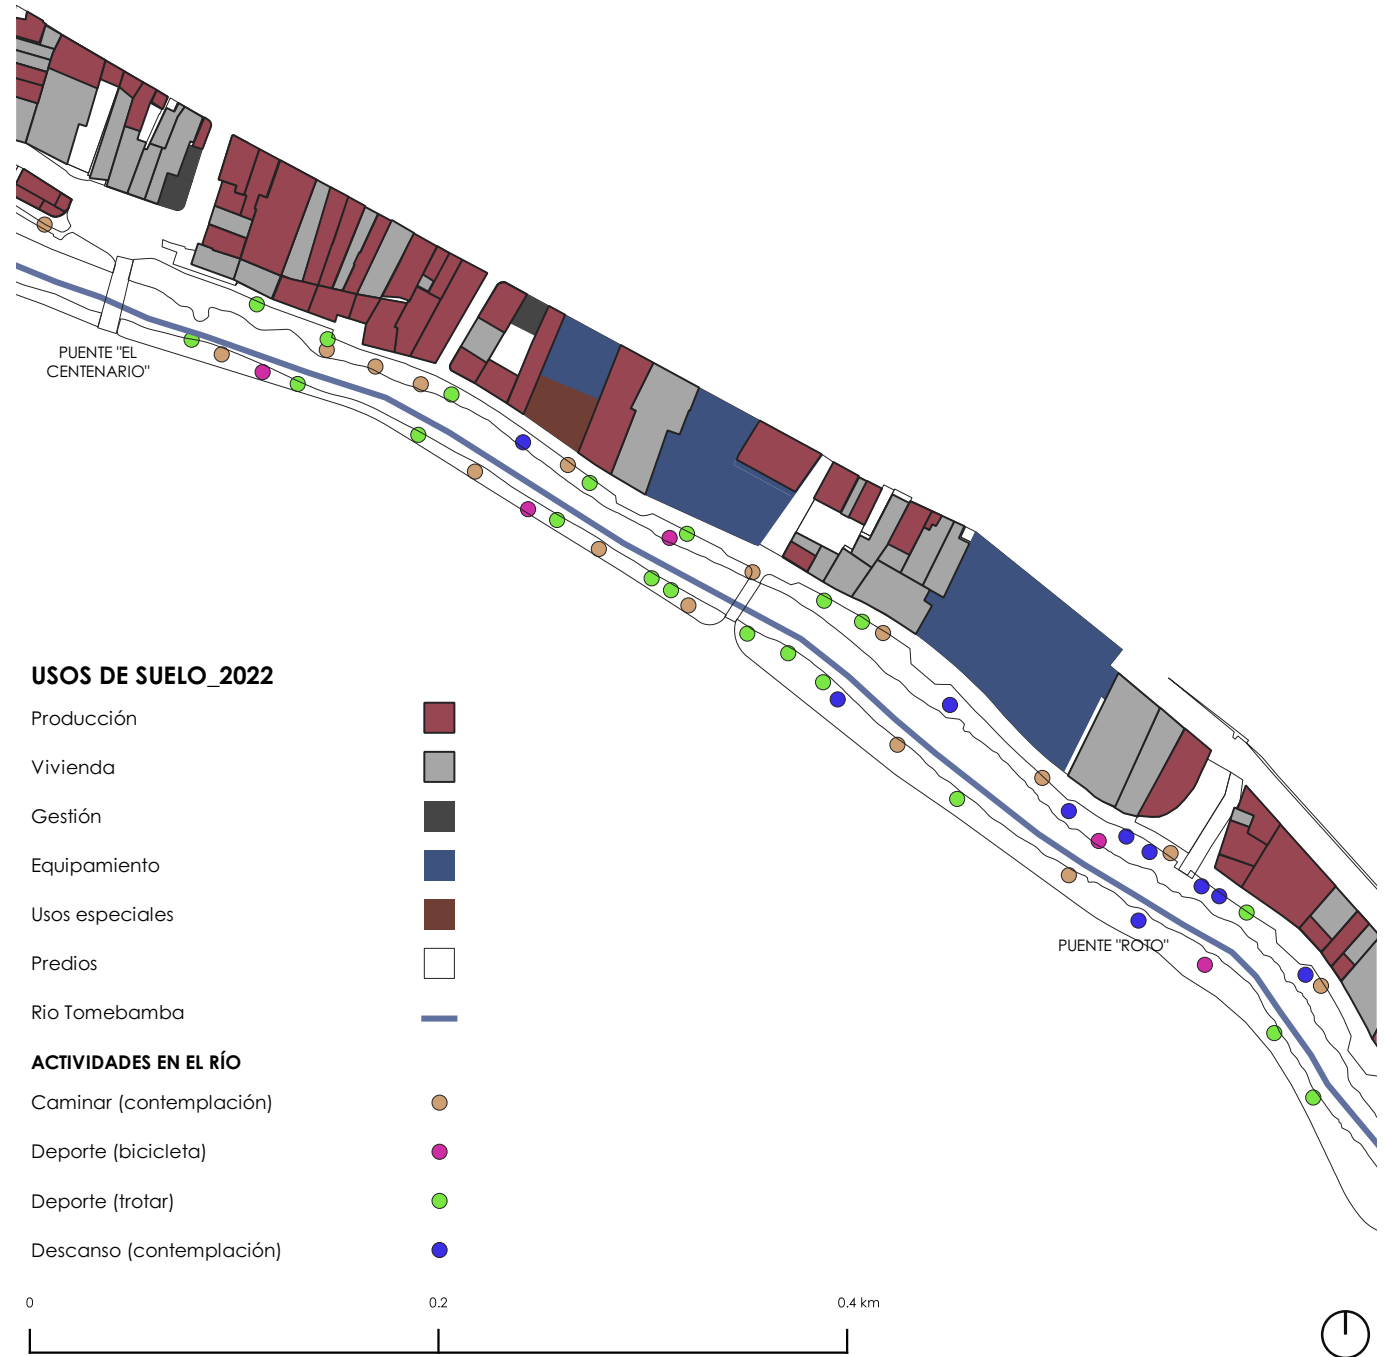 PUENTE "EL
CENTENARIO"
PUENTE "ROTO"
USOS DE SUELO_2022
Producción
Vivienda
Gestión
Equipamiento
Usos especiales
Predios
Rio Tomebamba
ACTIVIDADES EN EL RÍO
Caminar (contemplación)
Deporte (bicicleta)
Deporte (trotar)
Descanso (contemplación)
0 0.2 0.4 km